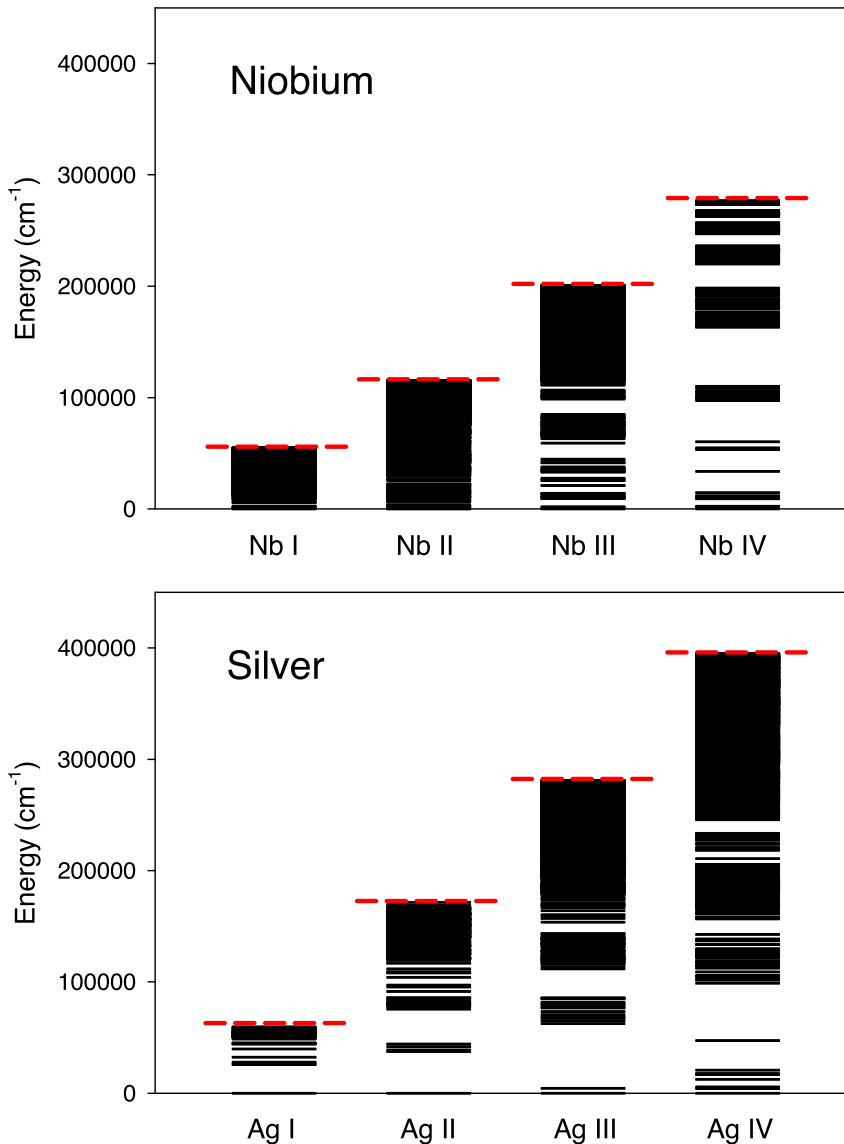 Niobium
Energy (cm-1)
400000
300000
200000
100000
0
Nb I Nb II Nb III Nb IV
Silver
Energy (cm-1)
400000
300000
200000
100000
0
Ag I Ag II Ag III Ag IV